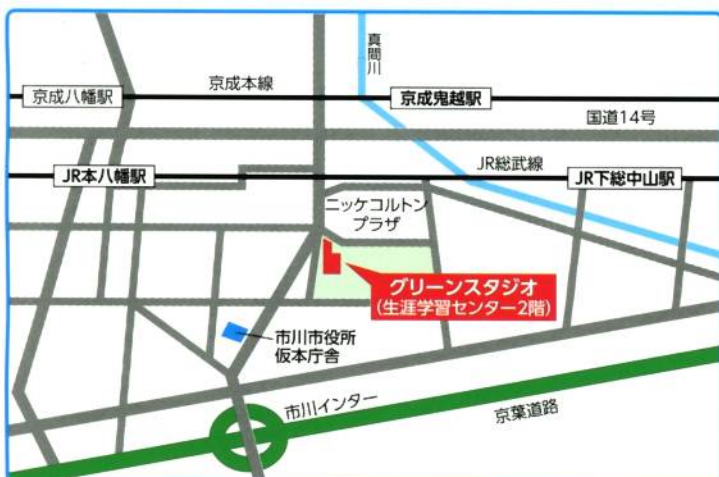 真間川
京成本線
京成八幡駅
京成鬼越駅
国道14号
JR総武線
JR本八幡駅
JR下総中山駅
ニッケコルトン
プラザ
グリーンスタジオ
(生涯学習センター2階)
市川市役所
仮本庁舎
市川インター
京葉道路